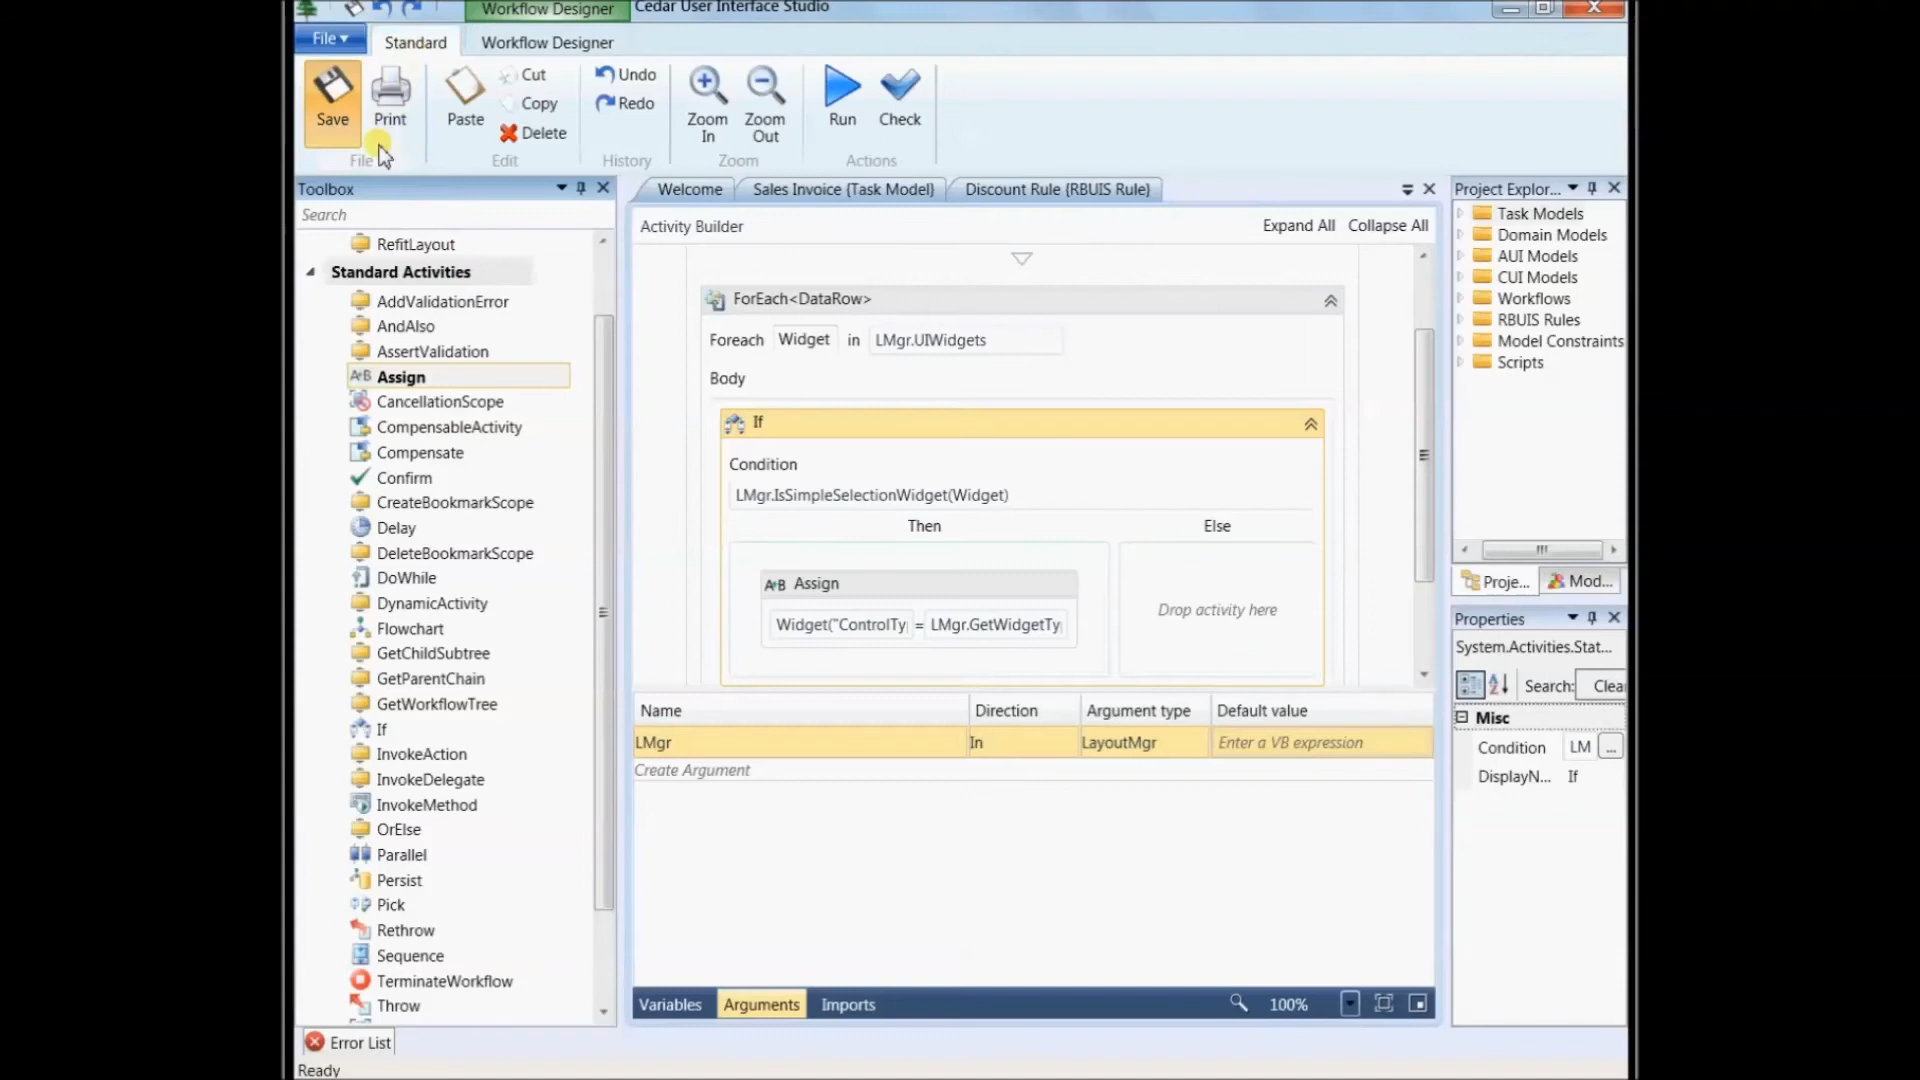 Workflow Designer
Cedar User Interface Studio
File
Standard
Workflow Designer
Save
Print
Paste
Cut
Copy
Delete
Undo
Redo
Zoom In
Zoom Out
Run
Check
File
Edit
History
Zoom
Actions
Toolbox
Search
RefitLayout
Standard Activities
AddValidationError
AndAlso
AssertValidation
A+B Assign
CancellationScope
CompensableActivity
Compensate
Confirm
CreateBookmarkScope
Delay
DeleteBookmarkScope
DoWhile
DynamicActivity
Flowchart
GetChildSubtree
GetParentChain
GetWorkflowTree
If
InvokeAction
InvokeDelegate
InvokeMethod
OrElse
Parallel
Persist
Pick
Rethrow
Sequence
TerminateWorkflow
Throw
Error List
Ready
Welcome
Sales Invoice {Task Model}
Discount Rule {RBUIS Rule}
Activity Builder
Expand All
Collapse All
ForEach<DataRow>
Foreach Widget in LMgr.UIWidgets
Body
If
Condition
LMgr.IsSimpleSelectionWidget(Widget)
Then
Else
A+B Assign
Widget("ControlTy = LMgr.GetWidgetTy
Drop activity here
Name
Direction
Argument type
Default value
LMgr
In
LayoutMgr
Enter a VB expression
Create Argument
Variables
Arguments
Imports
100%
Project Explor...
Task Models
Domain Models
AUI Models
CUI Models
Workflows
RBUIS Rules
Model Constraints
Scripts
Proje...
Mod...
Properties
System.Activities.Stat...
Search:
Clea
Misc
Condition
LM
...
DisplayN...
If